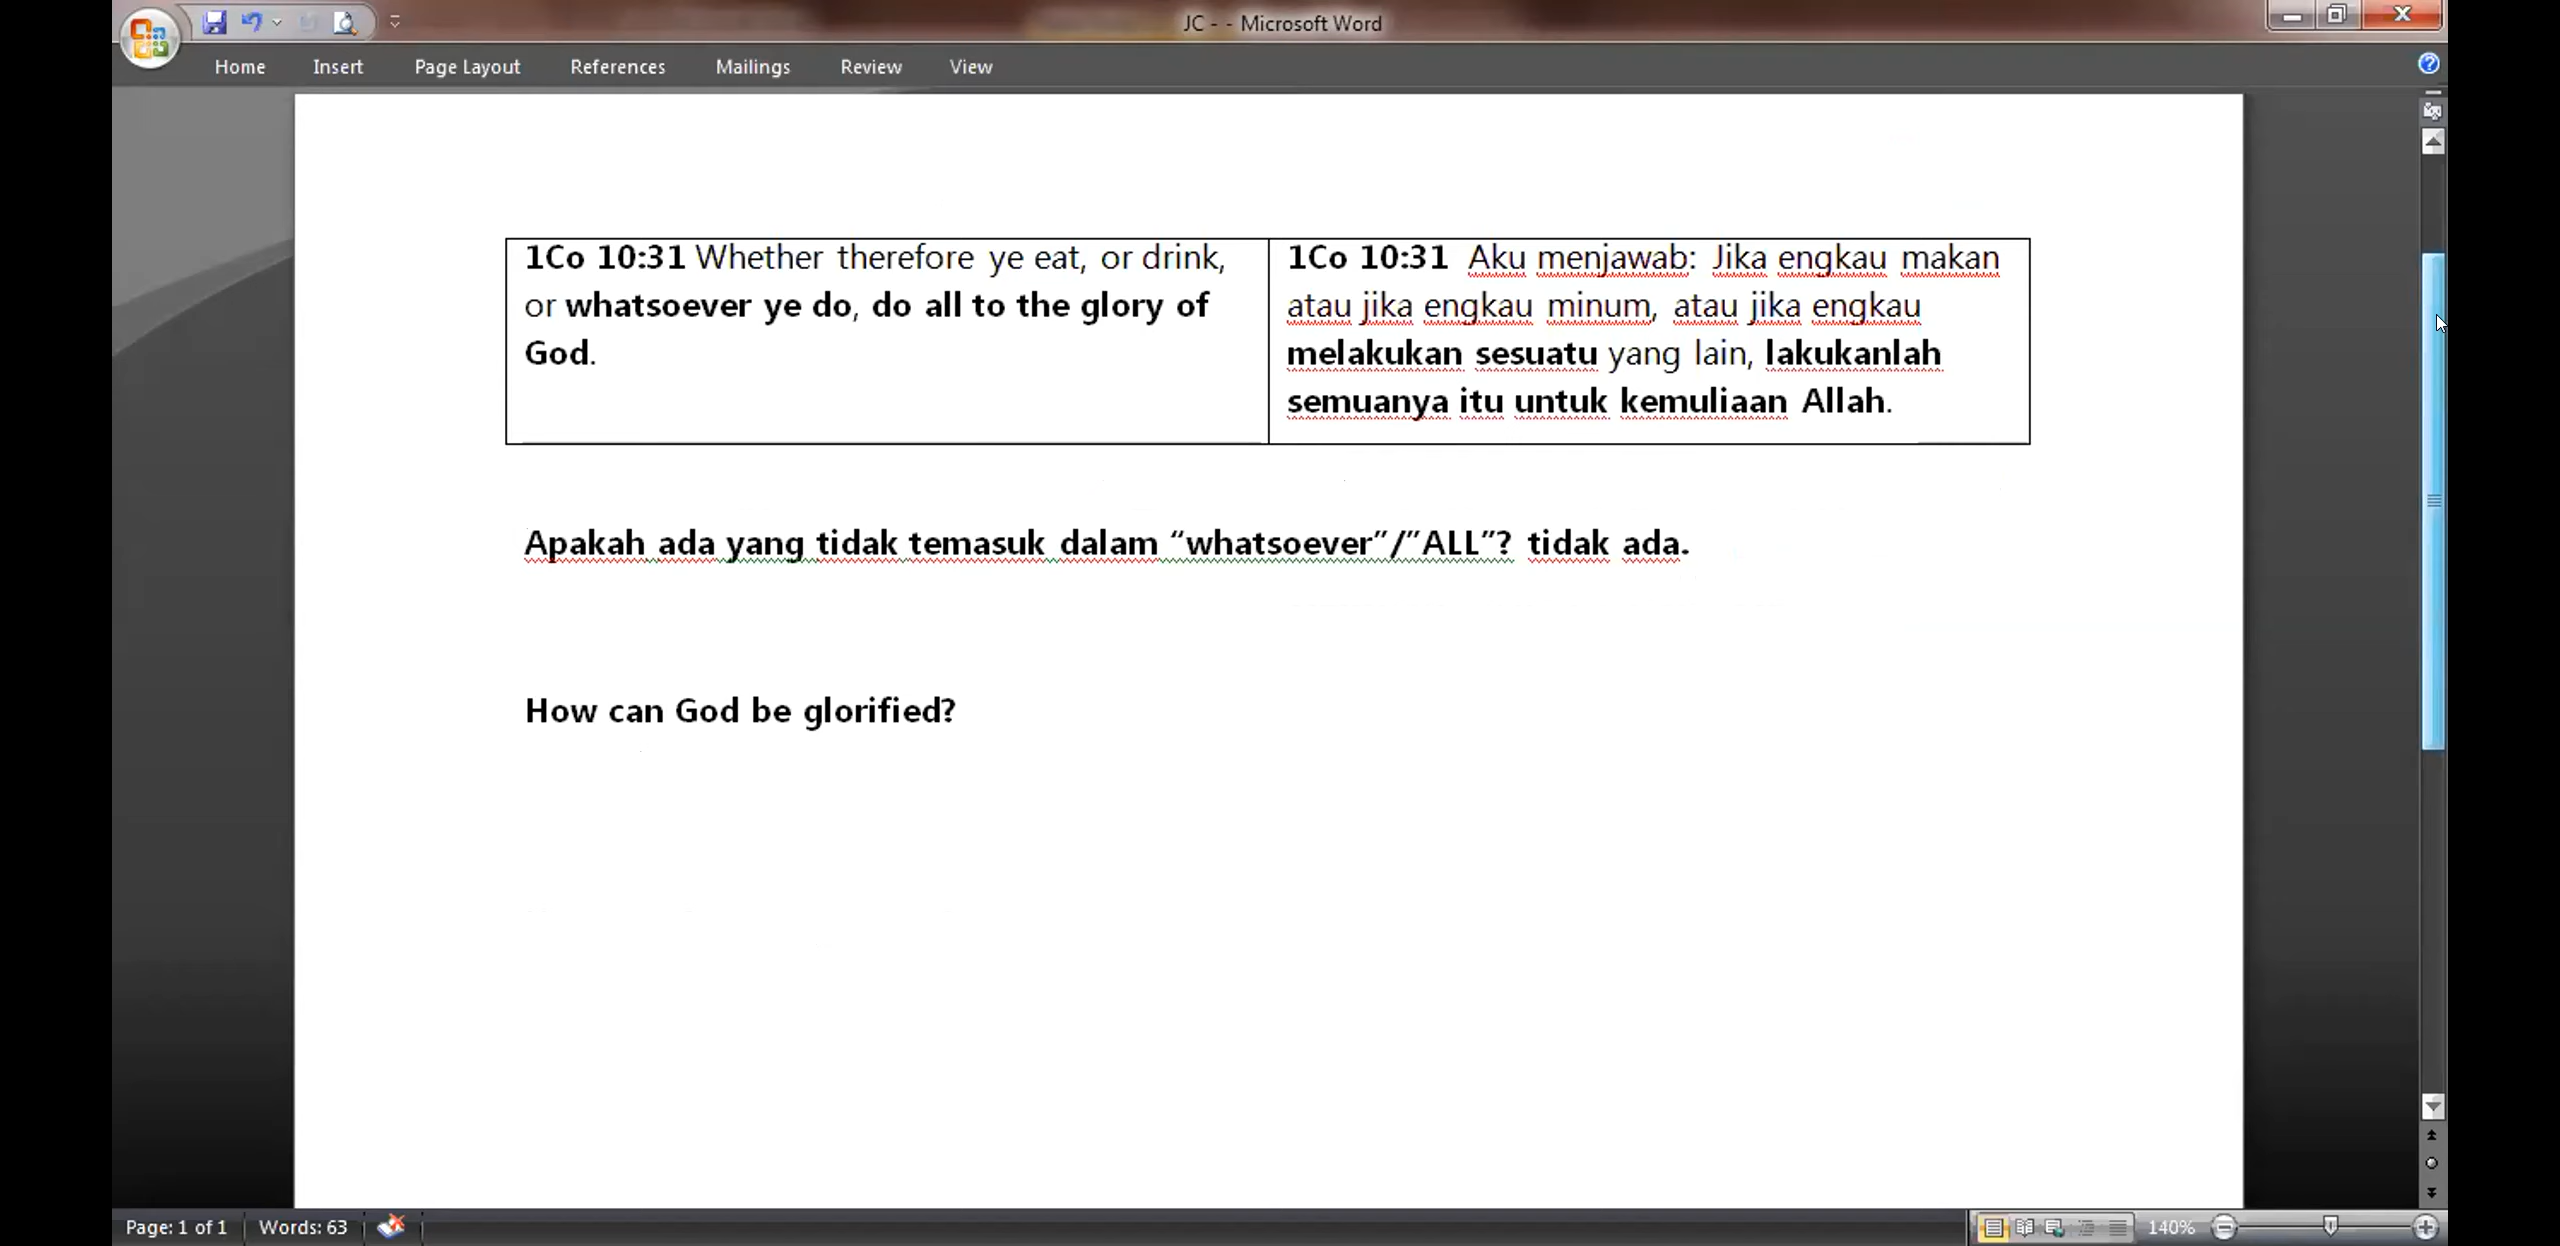 JC - - Microsoft Word
Home Insert Page Layout References Mailings Review View
1Co 10:31 Whether therefore ye eat, or drink,
or whatsoever ye do, do all to the glory of
God.
1Co 10:31 Aku menjawab: Jika engkau makan
atau jika engkau minum, atau jika engkau
melakukan sesuatu yang lain, lakukanlah
semuanya itu untuk kemuliaan Allah.
Apakah ada yang tidak temasuk dalam “whatsoever”/”ALL”? tidak ada.
How can God be glorified?
Page: 1 of 1 Words: 63 140%